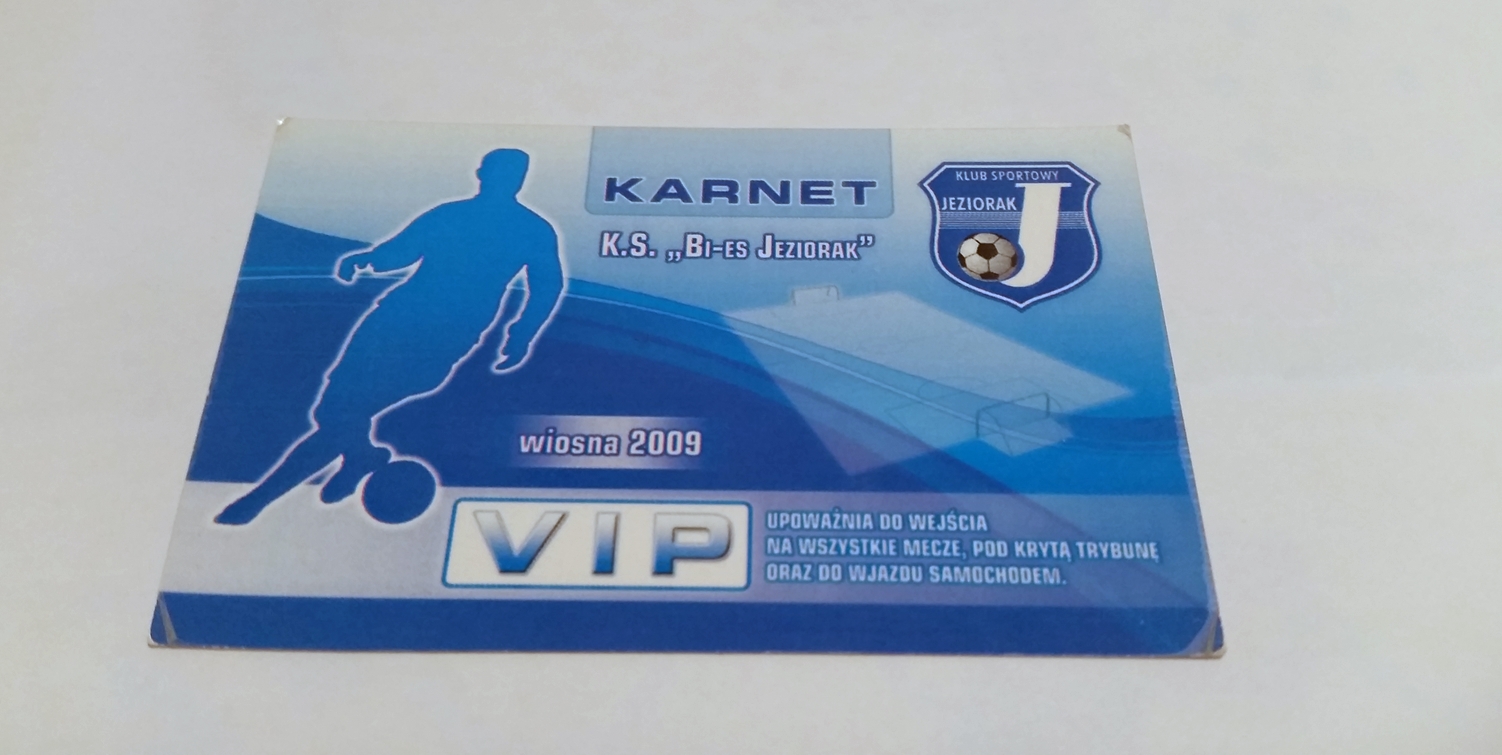 KARNET
K.S. „Bi-es Jeziorak”
KLUB SPORTOWY
JEZIORAK
J
wiosna 2009
VIP
UPOWAŻNIA DO WEJŚCIA
NA WSZYSTKIE MECZE, POD KRYTĄ TRYBUNĘ
ORAZ DO WJAZDU SAMOCHODEM.